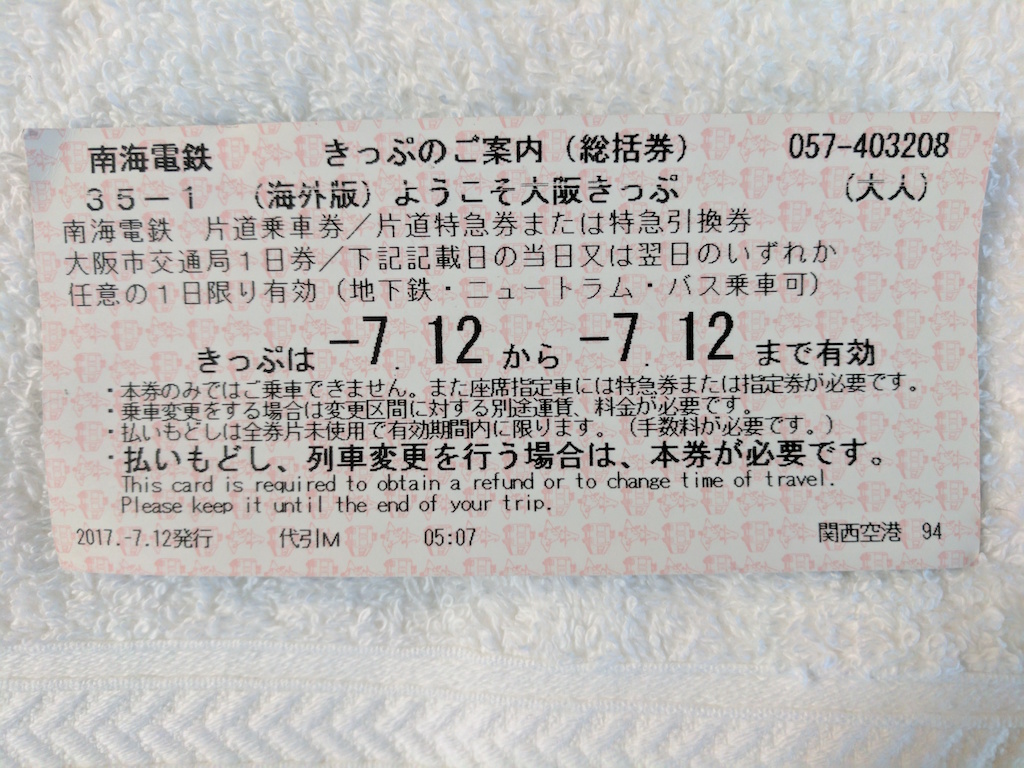 南海電鉄 きっぷのご案内（総括券） 057-403208
３５－１ （海外版）ようこそ大阪きっぷ （大人）
南海電鉄 片道乗車券／片道特急券または特急引換券
大阪市交通局１日券／下記記載日の当日又は翌日のいずれか
任意の１日限り有効（地下鉄・ニュートラム・バス乗車可）
きっぷは －7. 12 から －7. 12 まで有効
・本券のみではご乗車できません。また座席指定車には特急券または指定券が必要です。
・乗車変更をする場合は変更区間に対する別途運賃、料金が必要です。
・払いもどしは全券片未使用で有効期間内に限ります。（手数料が必要です。）
・払いもどし、列車変更を行う場合は、本券が必要です。
This card is required to obtain a refund or to change time of travel.
Please keep it until the end of your trip.
2017.-7.12発行 代引M 05:07 関西空港 94